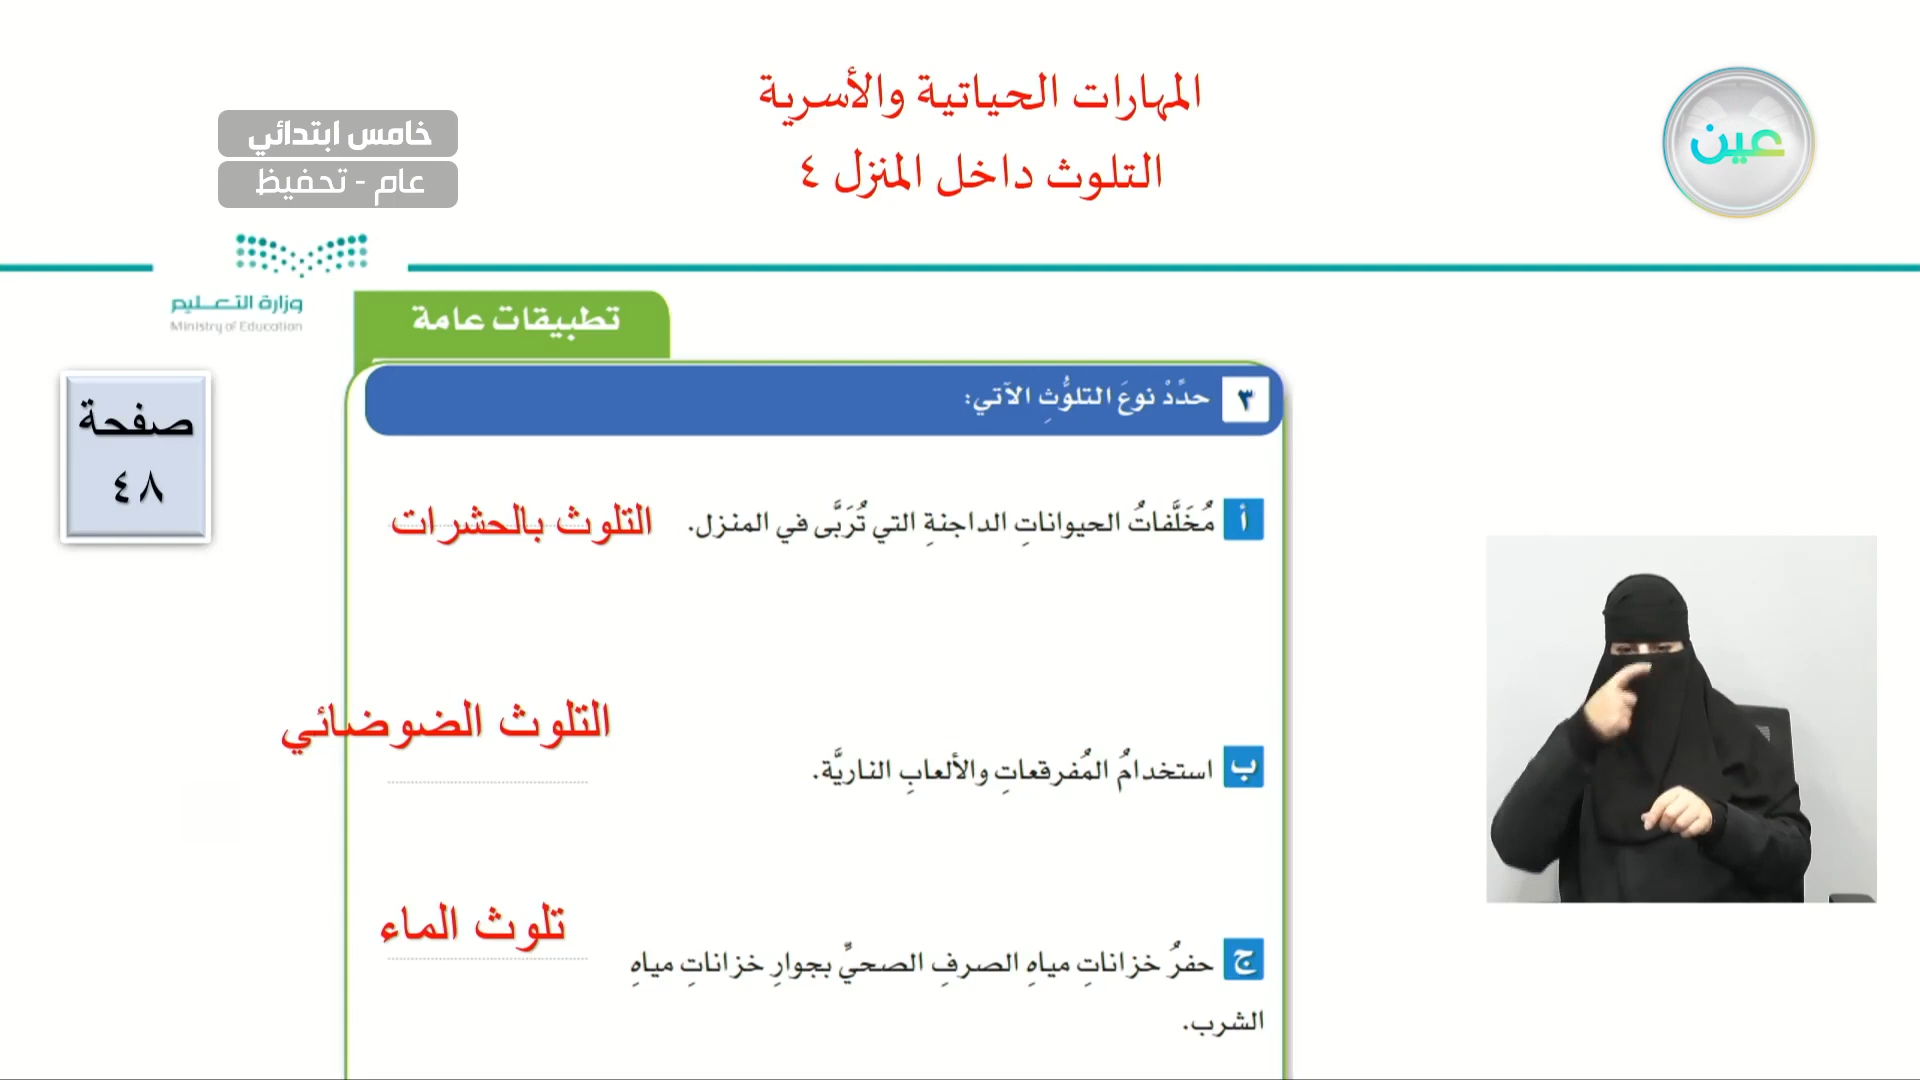 المهارات الحياتية والأسرية
التلوث داخل المنزل ٤
عين
خامس ابتدائي
عام - تحفيظ
وزارة التعليم
Ministry of Education
صفحة
٤٨
تطبيقات عامة
٣ حدِّدْ نوعَ التلوُّثِ الآتي:
أ مُخَلَّفاتُ الحيواناتِ الداجنةِ التي تُرَبَّى في المنزل. التلوث بالحشرات
التلوث الضوضائي
ب استخدامُ المُفرقعاتِ والألعابِ الناريَّة.
تلوث الماء
ج حفرُ خزاناتِ مياهِ الصرفِ الصحيِّ بجوارِ خزاناتِ مياهِ
الشرب.